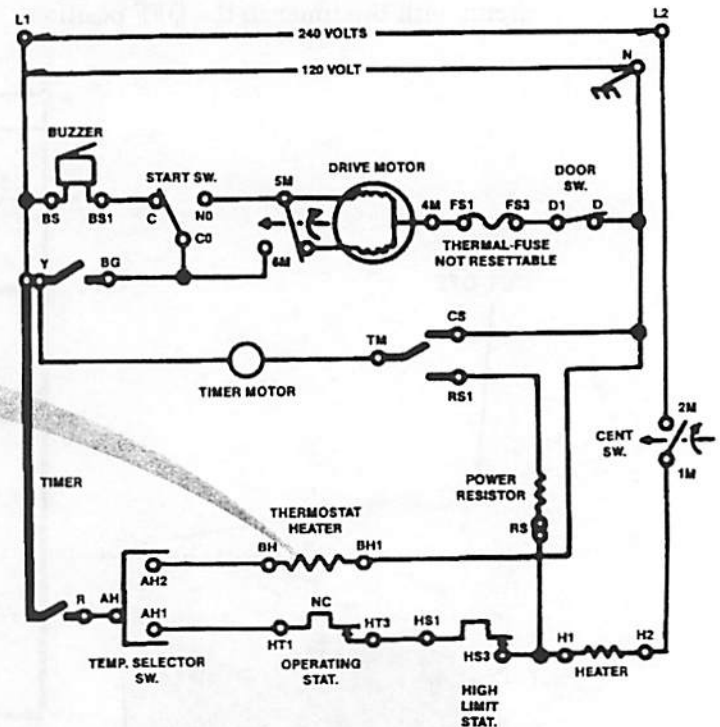 L1
L2
240 VOLTS
120 VOLT
N
BUZZER
START SW.
5M
DRIVE MOTOR
DOOR
SW.
BS
BS1
C
NO
CO
6M
4M
FS1
FS3
D1
D
THERMAL-FUSE
NOT RESETTABLE
Y
BG
CS
TM
RS1
TIMER MOTOR
2M
CENT
SW.
1M
TIMER
POWER
RESISTOR
RS
THERMOSTAT
HEATER
BH
BH1
AH2
R
AH
AH1
NC
HT1
HT3
HS1
HS3
H1
H2
TEMP. SELECTOR
SW.
OPERATING
STAT.
HEATER
HIGH
LIMIT
STAT.